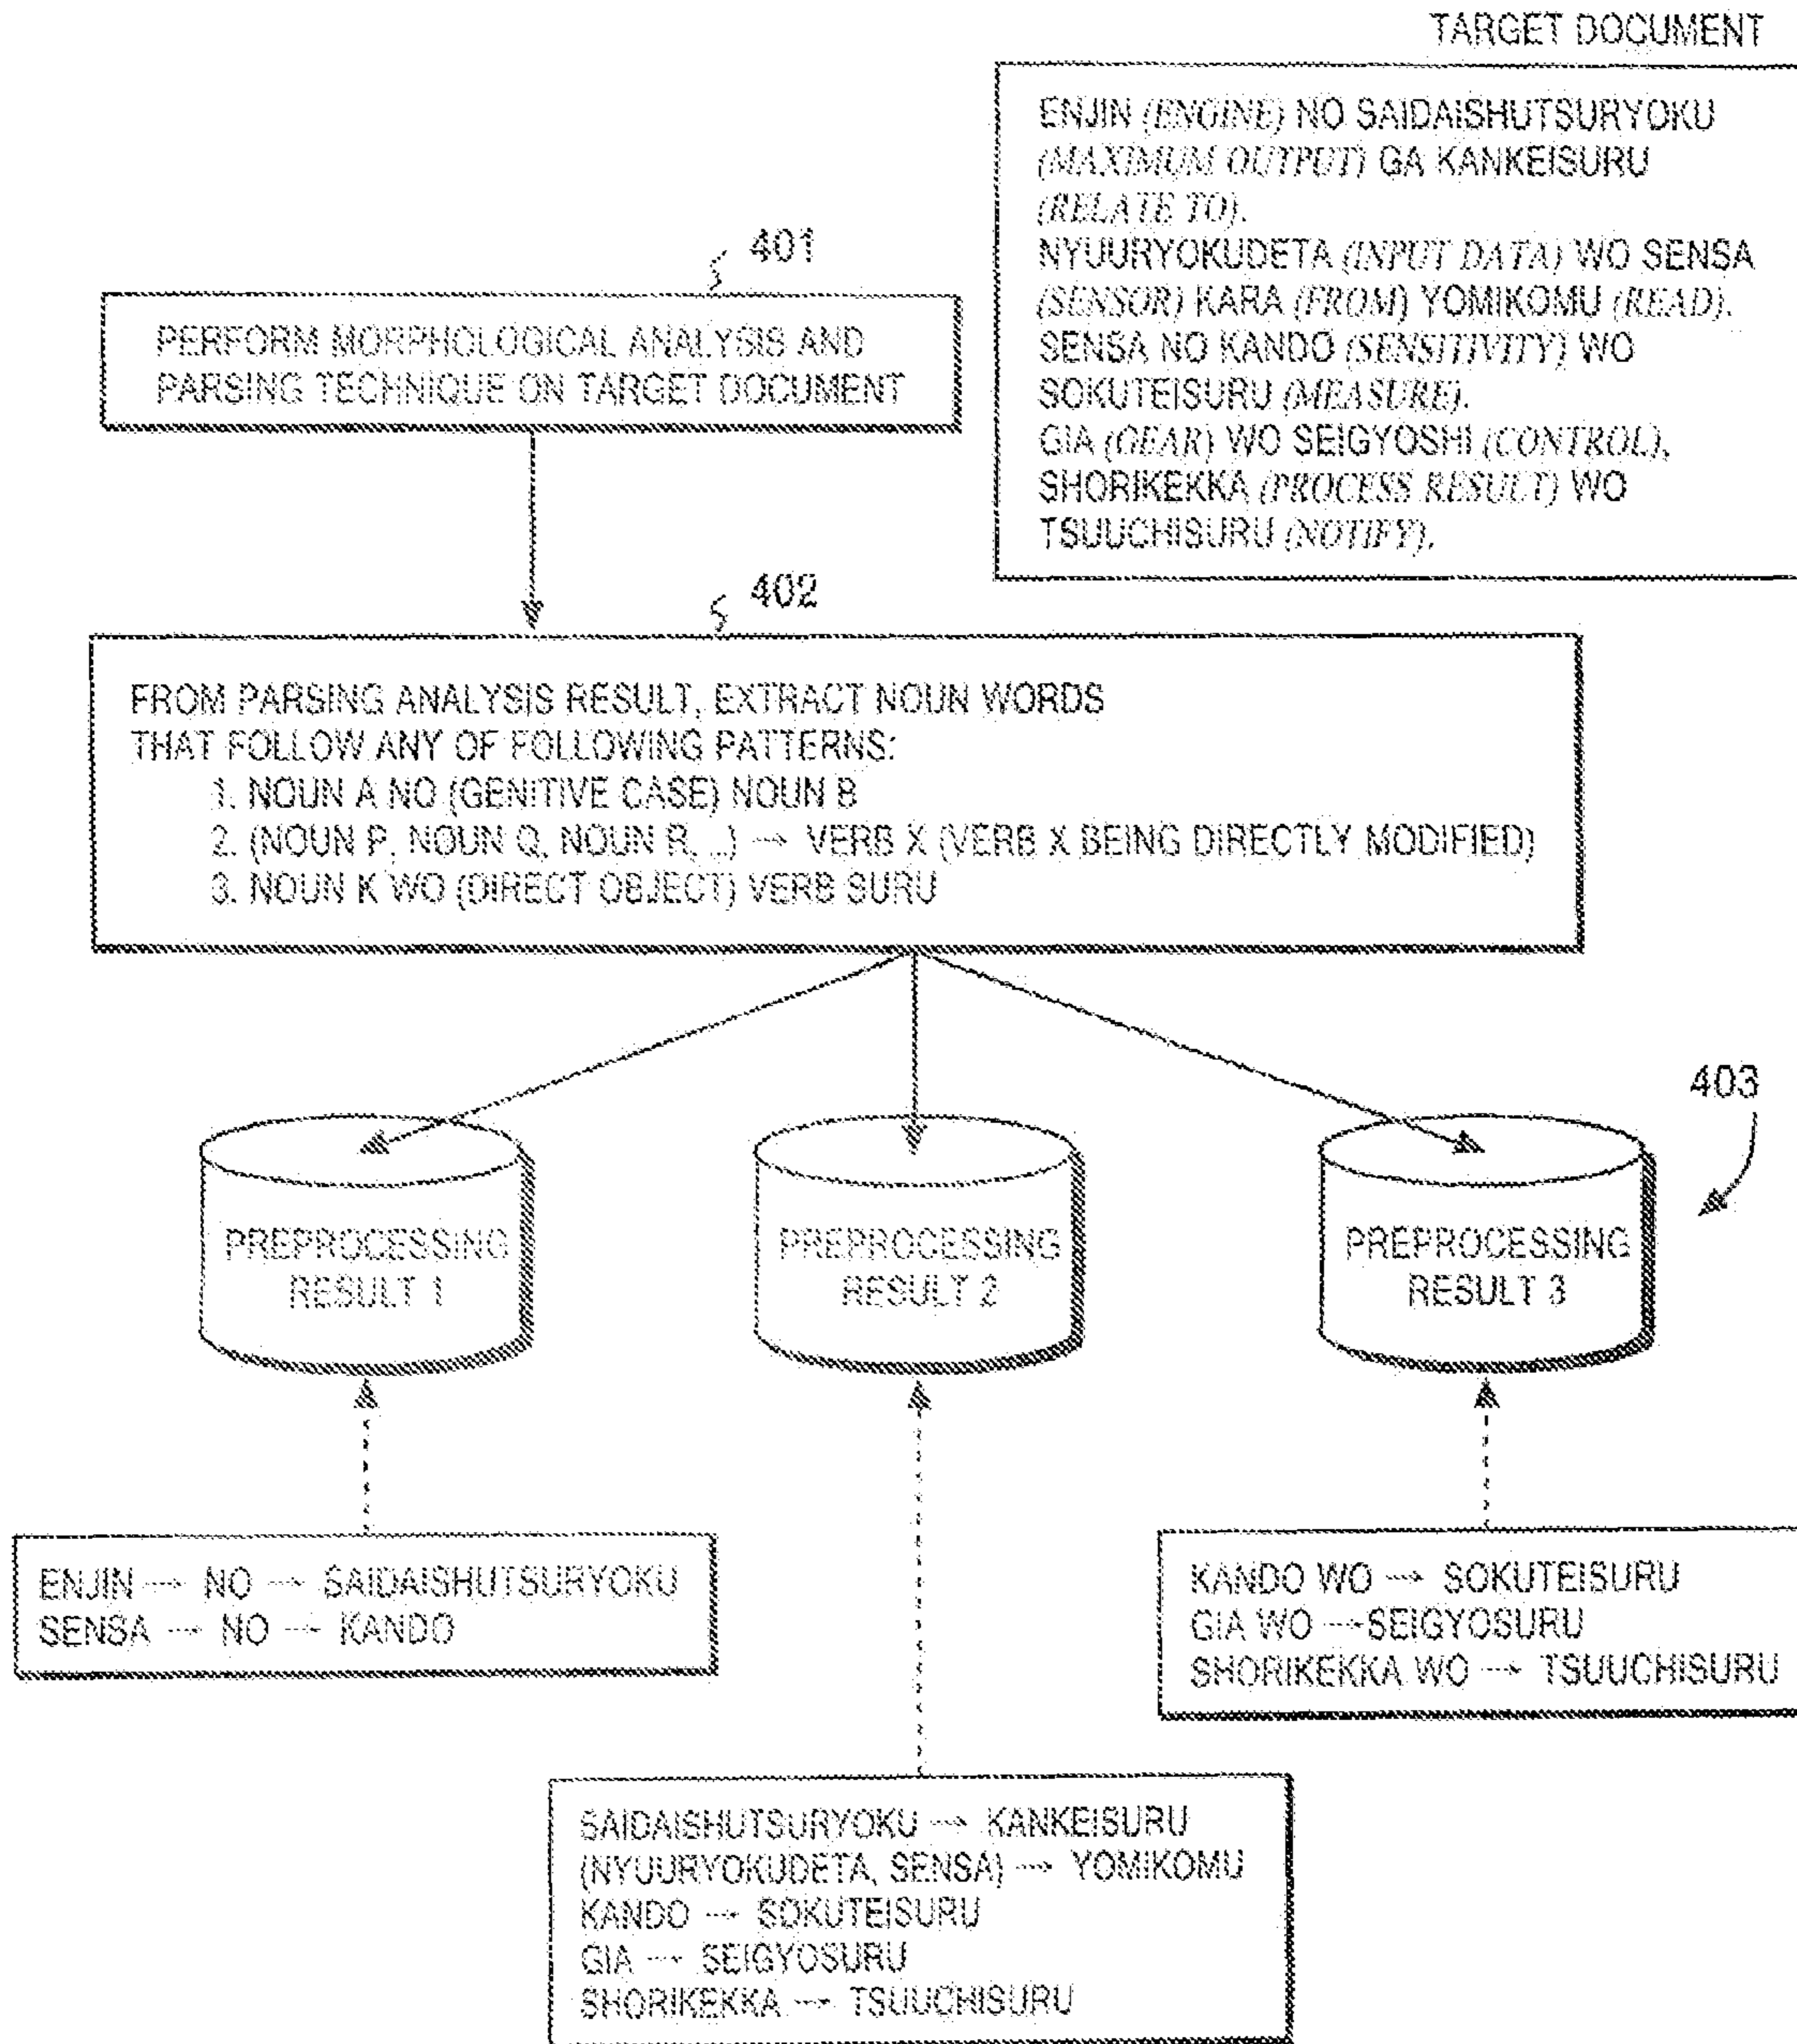 TARGET DOCUMENT
ENJIN (ENGINE) NO SAIDAISHUTSURYOKU
(MAXIMUM OUTPUT) GA KANKEISURU
(RELATE TO).
NYUURYOKUDETA (INPUT DATA) WO SENSA
(SENSOR) KARA (FROM) YOMIKOMU (READ).
SENSA NO KANDO (SENSITIVITY) WO
SOKUTEISURU (MEASURE).
GIA (GEAR) WO SEIGYOSHI (CONTROL),
SHORIKEKKA (PROCESS RESULT) WO
TSUUCHISURU (NOTIFY).
401
PERFORM MORPHOLOGICAL ANALYSIS AND
PARSING TECHNIQUE ON TARGET DOCUMENT
402
FROM PARSING ANALYSIS RESULT, EXTRACT NOUN WORDS
THAT FOLLOW ANY OF FOLLOWING PATTERNS:
1. NOUN A NO (GENITIVE CASE) NOUN B
2. (NOUN P, NOUN Q, NOUN R, ...) → VERB X (VERB X BEING DIRECTLY MODIFIED)
3. NOUN K WO (DIRECT OBJECT) VERB SURU
403
PREPROCESSING
RESULT 1
PREPROCESSING
RESULT 2
PREPROCESSING
RESULT 3
ENJIN → NO → SAIDAISHUTSURYOKU
SENSA → NO → KANDO
KANDO WO → SOKUTEISURU
GIA WO → SEIGYOSURU
SHORIKEKKA WO → TSUUCHISURU
SAIDAISHUTSURYOKU → KANKEISURU
(NYUURYOKUDETA, SENSA) → YOMIKOMU
KANDO → SOKUTEISURU
GIA → SEIGYOSURU
SHORIKEKKA → TSUUCHISURU